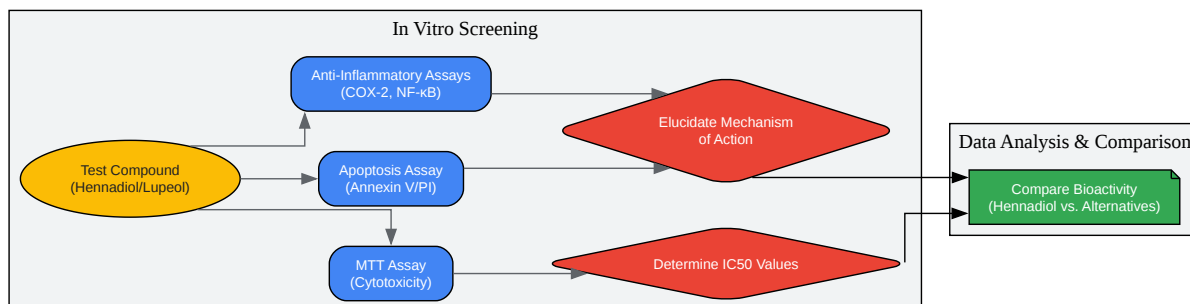 In Vitro Screening
Anti-Inflammatory Assays
(COX-2, NF-κB)
Elucidate Mechanism
of Action
Test Compound
(Hennadiol/Lupeol)
Apoptosis Assay
(Annexin V/PI)
MTT Assay
(Cytotoxicity)
Determine IC50 Values
Data Analysis & Comparison
Compare Bioactivity
(Hennadiol vs. Alternatives)